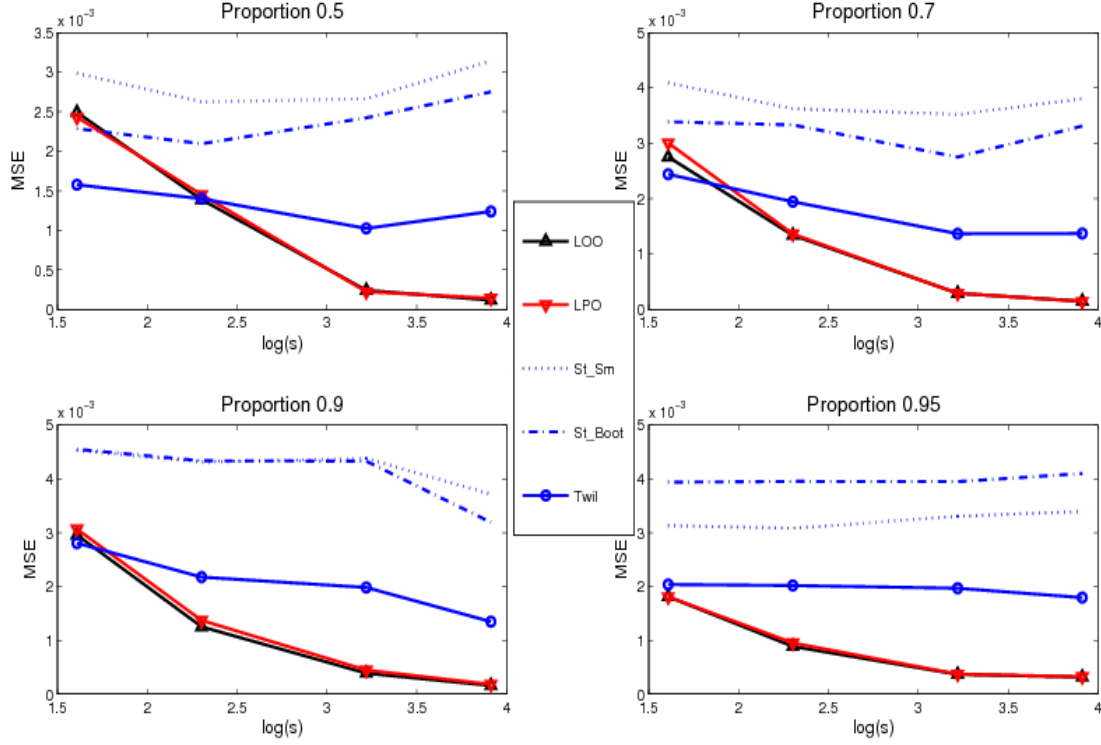 Proportion 0.5
x 10⁻³
3.5
3
2.5
2
1.5
1
0.5
0
MSE
1.5 2 2.5 3 3.5 4
log(s)
Proportion 0.7
x 10⁻³
5
4
3
2
1
0
MSE
1.5 2 2.5 3 3.5 4
log(s)
LOO
LPO
St_Sm
St_Boot
Twil
Proportion 0.9
x 10⁻³
5
4
3
2
1
0
MSE
1.5 2 2.5 3 3.5 4
log(s)
Proportion 0.95
x 10⁻³
5
4
3
2
1
0
MSE
1.5 2 2.5 3 3.5 4
log(s)